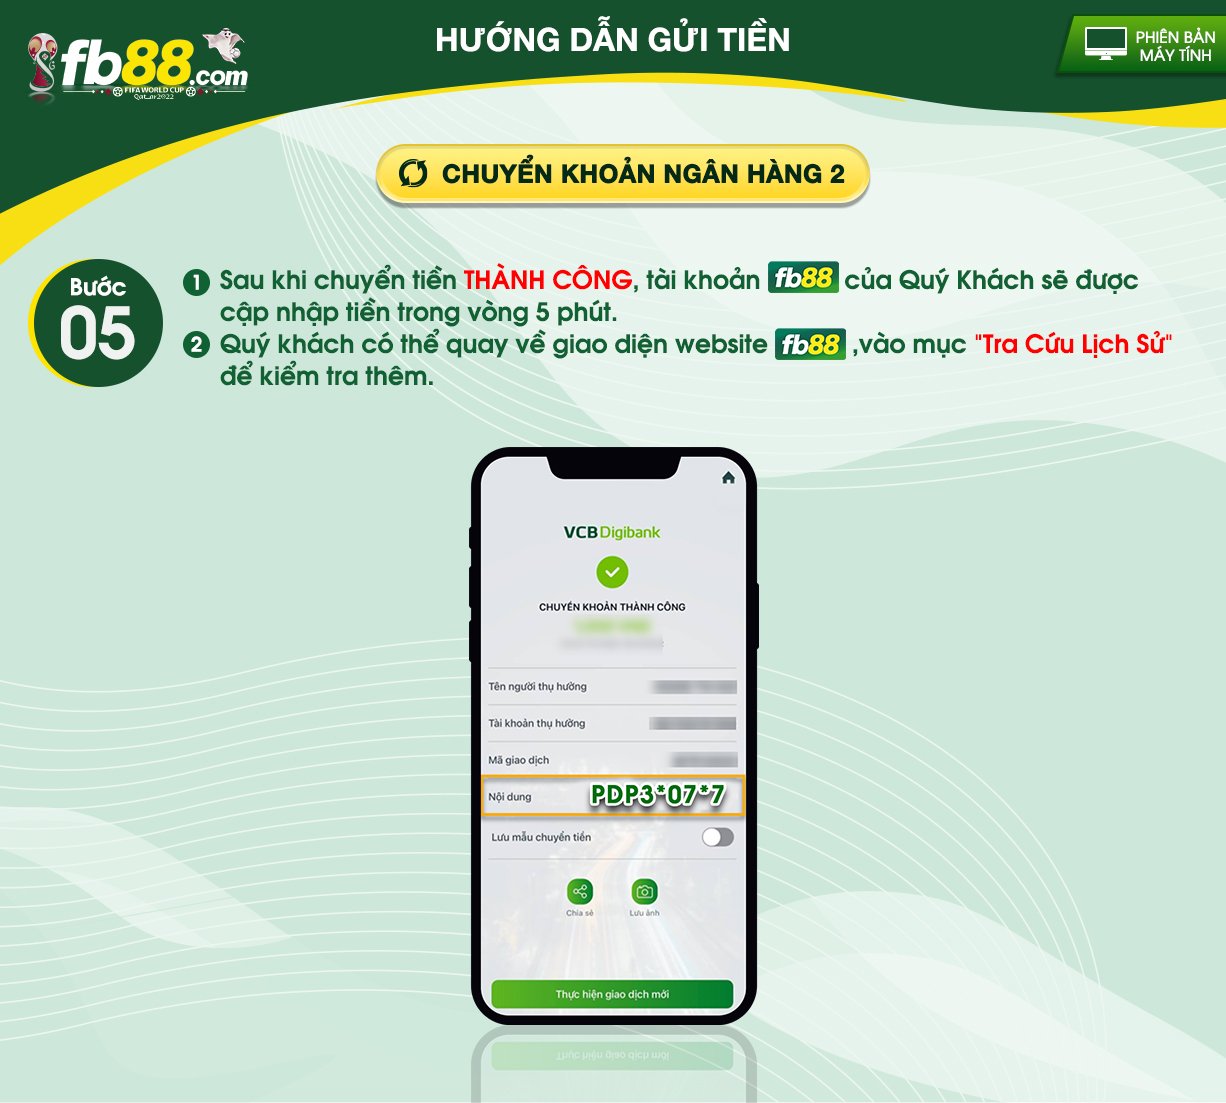 fb88.com
FIFA WORLD CUP
Qatar2022
HƯỚNG DẪN GỬI TIỀN
PHIÊN BẢN
MÁY TÍNH
CHUYỂN KHOẢN NGÂN HÀNG 2
Bước
05
1 Sau khi chuyển tiền THÀNH CÔNG, tài khoản fb88 của Quý Khách sẽ được
cập nhập tiền trong vòng 5 phút.
2 Quý khách có thể quay về giao diện website fb88 ,vào mục "Tra Cứu Lịch Sử"
để kiểm tra thêm.
VCB Digibank
CHUYỂN KHOẢN THÀNH CÔNG
Tên người thụ hưởng
Tài khoản thụ hưởng
Mã giao dịch
Nội dung PDP3*07*7
Lưu mẫu chuyển tiền
Chia sẻ Lưu ảnh
Thực hiện giao dịch mới